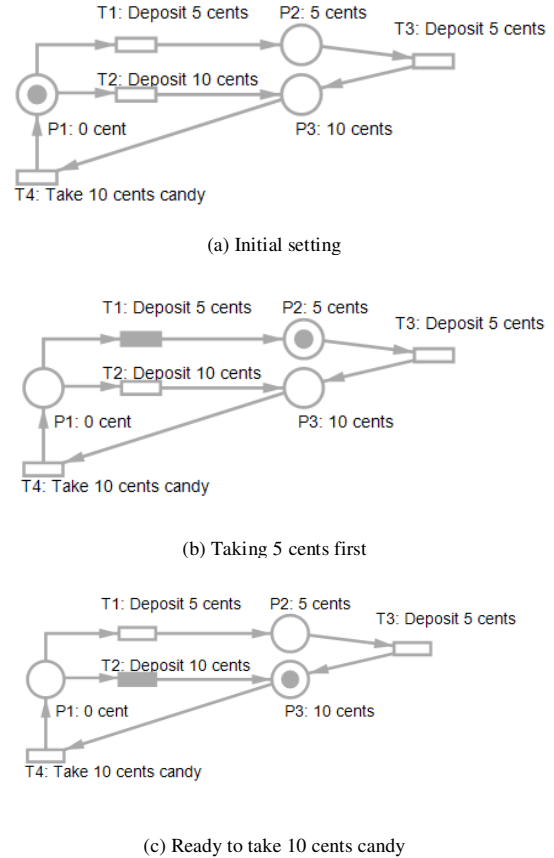 T1: Deposit 5 cents P2: 5 cents
T3: Deposit 5 cents
T2: Deposit 10 cents
P1: 0 cent P3: 10 cents
T4: Take 10 cents candy
(a) Initial setting
T1: Deposit 5 cents P2: 5 cents
T3: Deposit 5 cents
T2: Deposit 10 cents
P1: 0 cent P3: 10 cents
T4: Take 10 cents candy
(b) Taking 5 cents first
T1: Deposit 5 cents P2: 5 cents
T3: Deposit 5 cents
T2: Deposit 10 cents
P1: 0 cent P3: 10 cents
T4: Take 10 cents candy
(c) Ready to take 10 cents candy